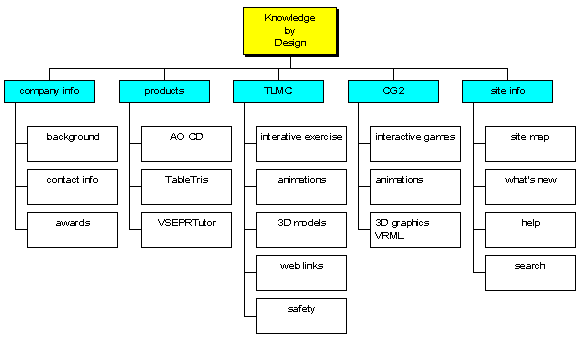 Knowledge
by
Design
company info
products
TLMC
CG2
site info
background
AO CD
interative exercise
interactive games
site map
contact info
TableTris
animations
animations
what's new
awards
VSEPRTutor
3D models
3D graphics
VRML
help
web links
search
safety